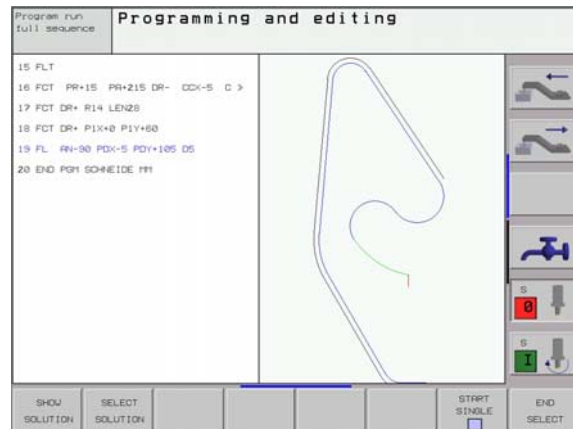 Program run
full sequence
Programming and editing
15 FLT
16 FCT PR+15 PA+215 DR- CCX-5 C >
17 FCT DR+ R14 LEN28
18 FCT DR+ P1X+0 P1Y+60
19 FL AN-90 PDX-5 PDY+105 D5
20 END PGM SCHNEIDE MM
S
0
S
I
SHOW
SOLUTION
SELECT
SOLUTION
START
SINGLE
END
SELECT